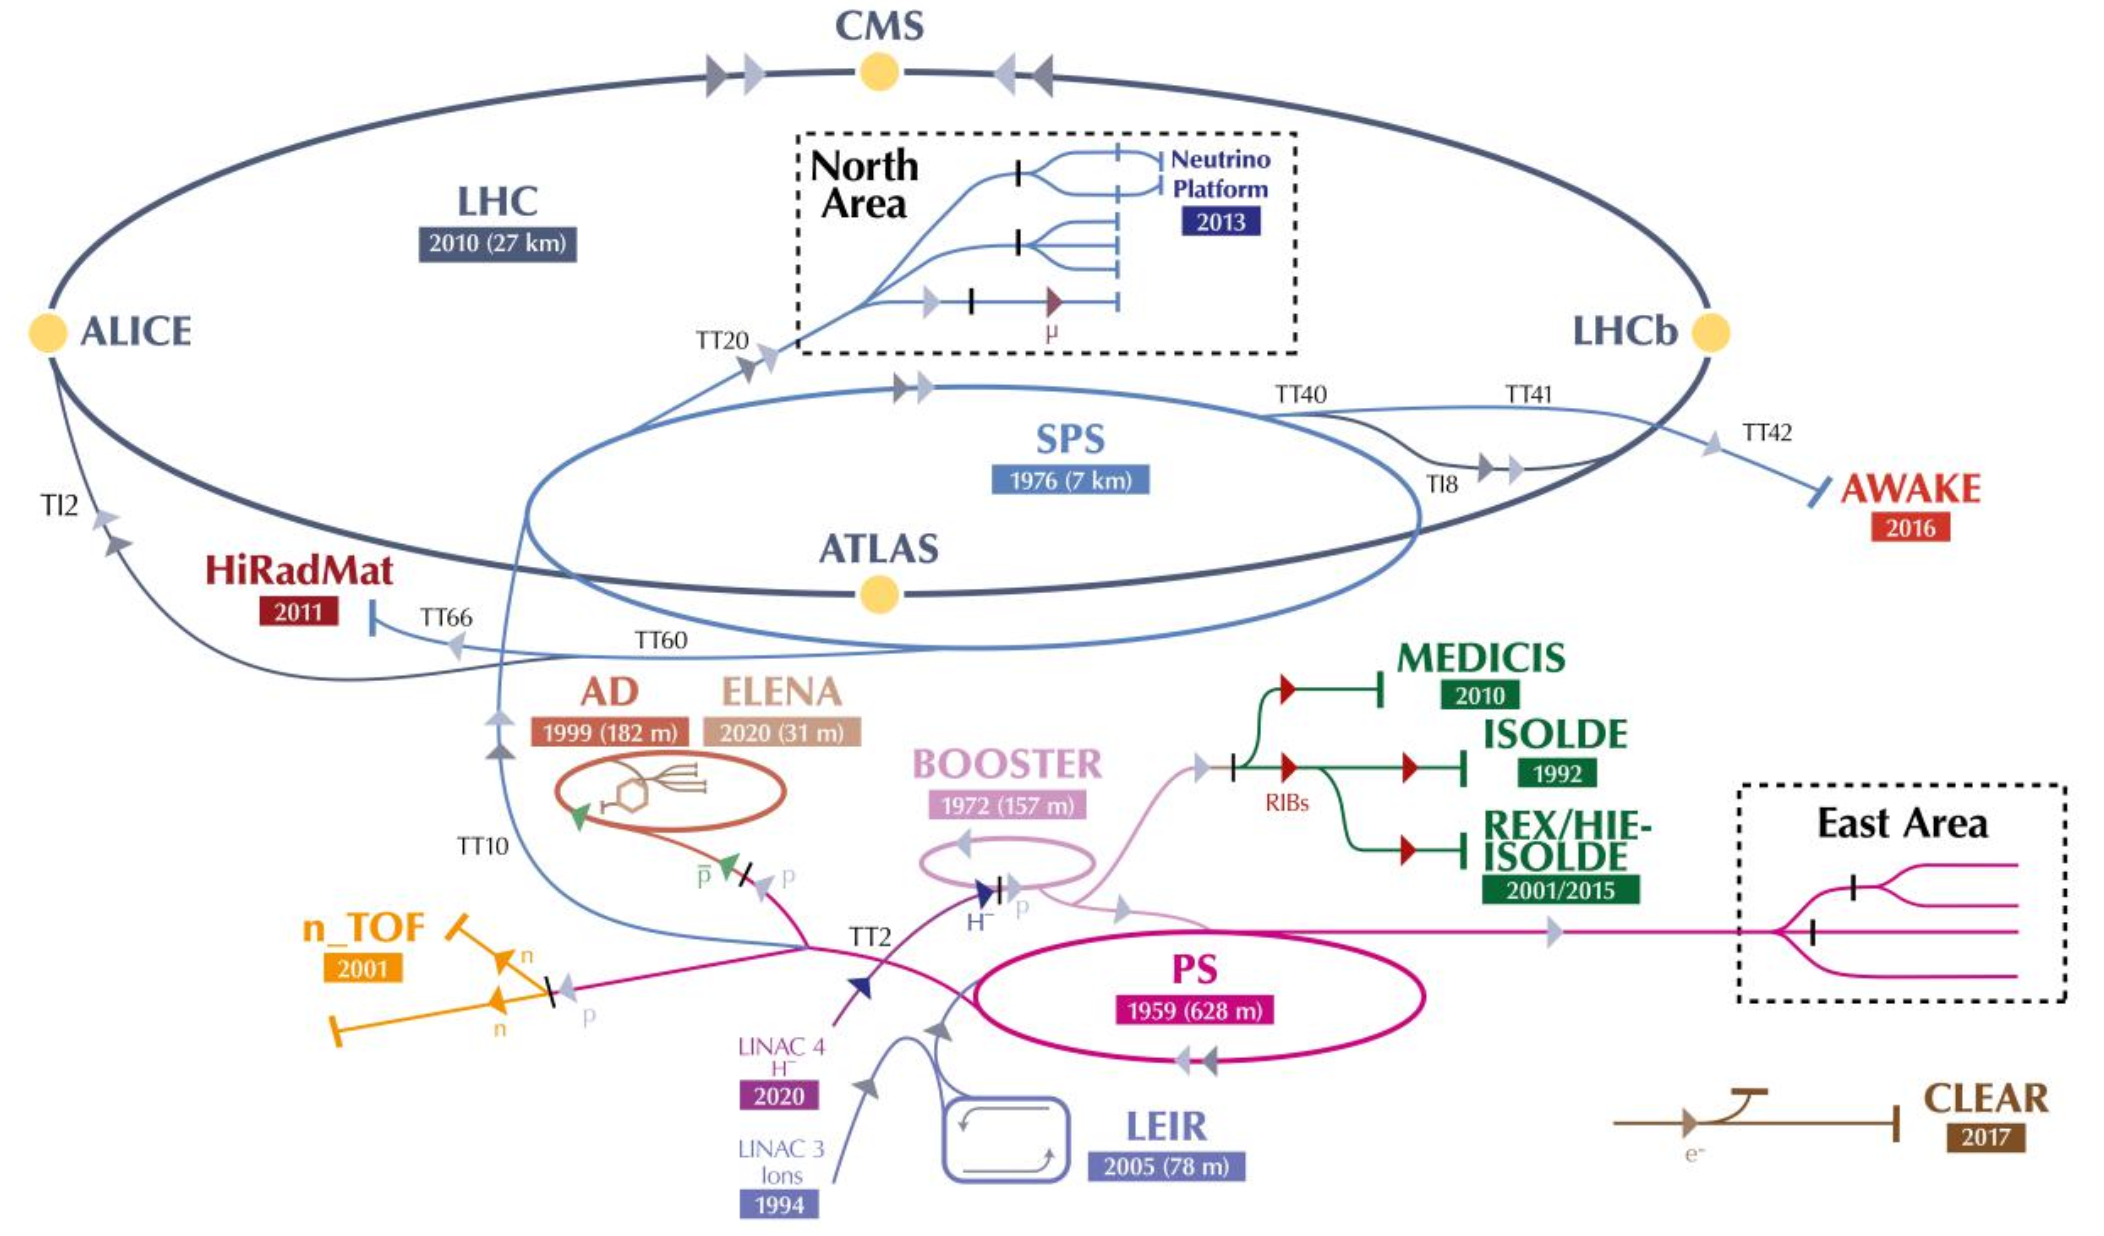 CMS
North
Area
Neutrino
Platform
2013
μ
LHC
2010 (27 km)
ALICE
LHCb
TT20
TT40
TT41
TT42
SPS
1976 (7 km)
TI8
AWAKE
2016
TI2
ATLAS
HiRadMat
2011
TT66
TT60
MEDICIS
2010
AD
1999 (182 m)
ELENA
2020 (31 m)
ISOLDE
1992
BOOSTER
1972 (157 m)
RIBs
REX/HIE-
ISOLDE
2001/2015
East Area
TT10
p̅
p
H⁻
p
n_TOF
2001
n
n
p
TT2
PS
1959 (628 m)
LINAC 4
H⁻
2020
LINAC 3
Ions
1994
LEIR
2005 (78 m)
CLEAR
2017
e⁻